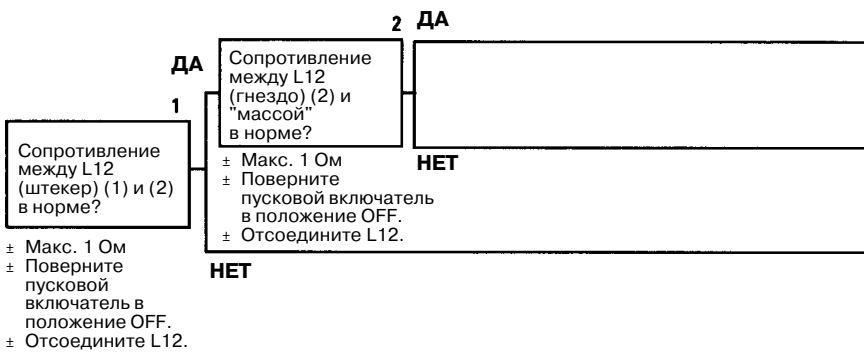 2 ДА
ДА
Сопротивление
между L12
(гнездо) (2) и
"массой"
в норме?
1
Сопротивление
между L12
(штекер) (1) и (2)
в норме?
± Макс. 1 Ом
± Поверните
пусковой включатель
в положение OFF.
± Отсоедините L12.
НЕТ
± Макс. 1 Ом
± Поверните
пусковой
включатель в
положение OFF.
± Отсоедините L12.
НЕТ